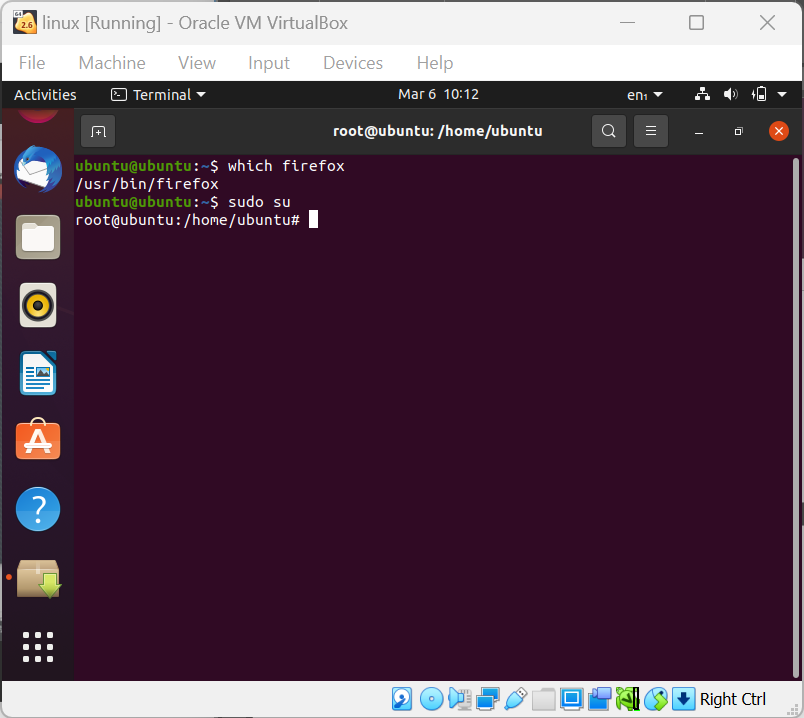 linux [Running] - Oracle VM VirtualBox
File Machine View Input Devices Help
Activities Terminal Mar 6 10:12 en₁
root@ubuntu: /home/ubuntu
ubuntu@ubuntu:~$ which firefox
/usr/bin/firefox
ubuntu@ubuntu:~$ sudo su
root@ubuntu:/home/ubuntu#
Right Ctrl